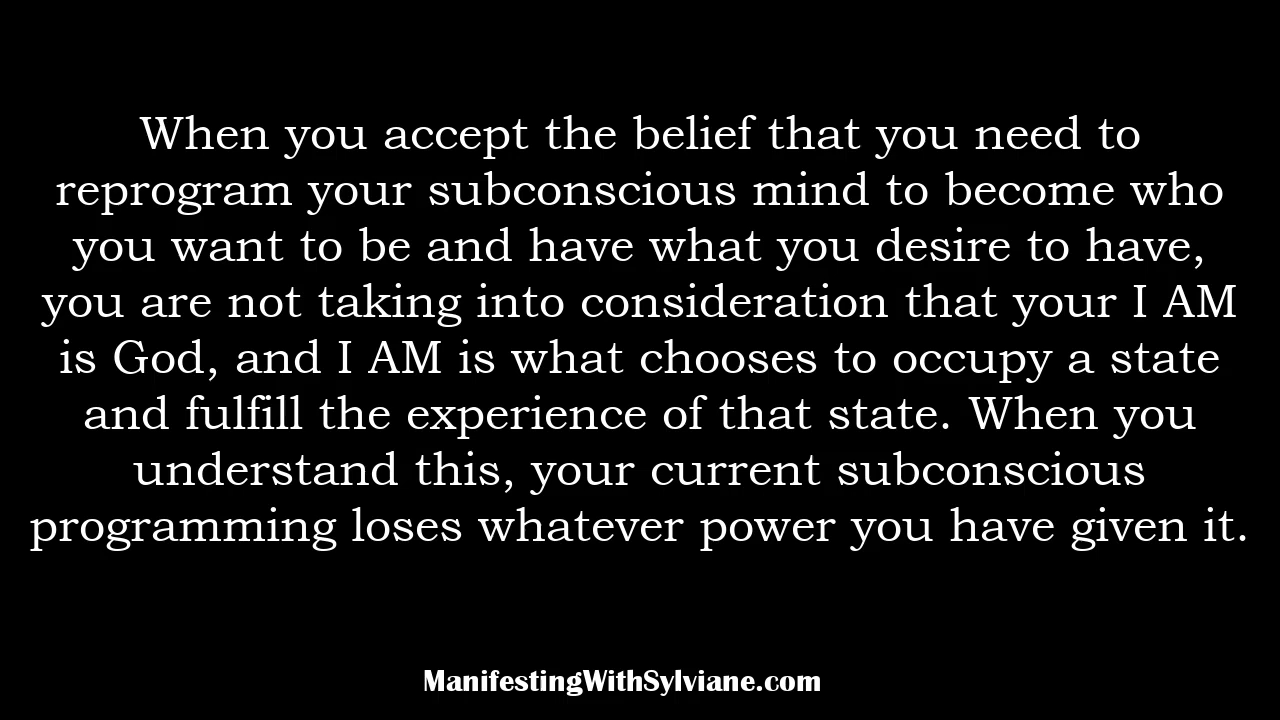 When you accept the belief that you need to
reprogram your subconscious mind to become who
you want to be and have what you desire to have,
you are not taking into consideration that your I AM
is God, and I AM is what chooses to occupy a state
and fulfill the experience of that state. When you
understand this, your current subconscious
programming loses whatever power you have given it.
ManifestingWithSylviane.com